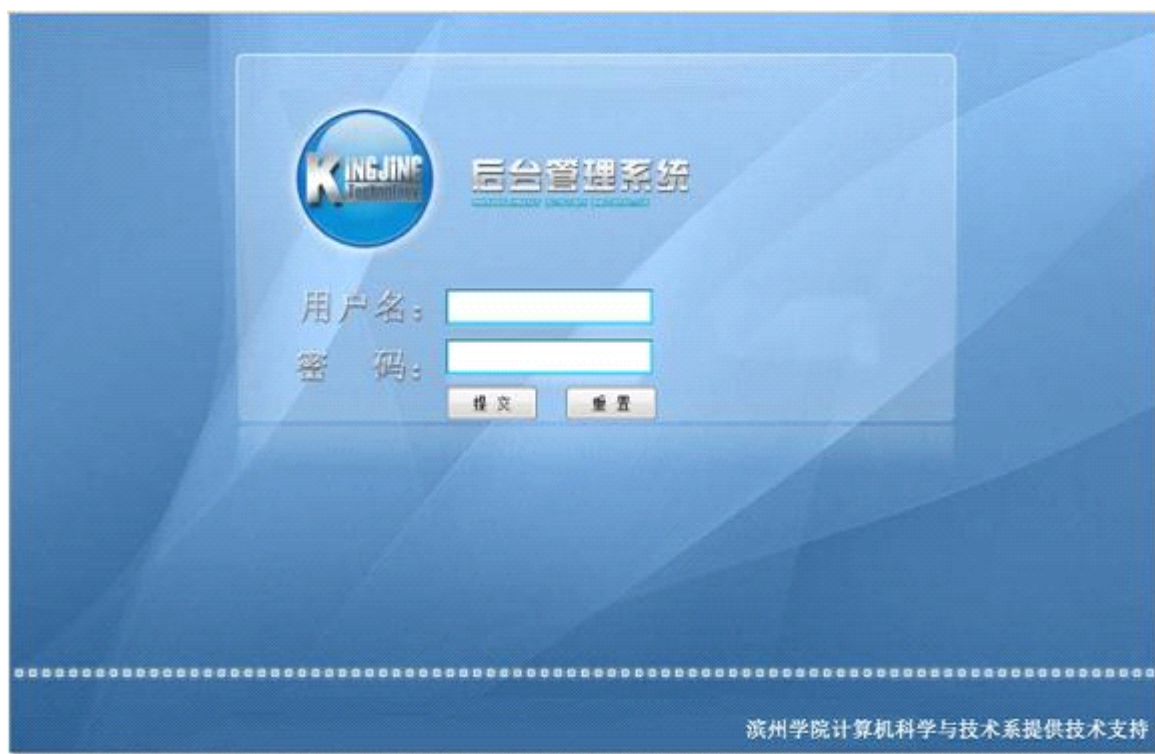 KINGJING
Technology
后台管理系统
用户名：
密 码：
提交 重置
滨州学院计算机科学与技术系提供技术支持